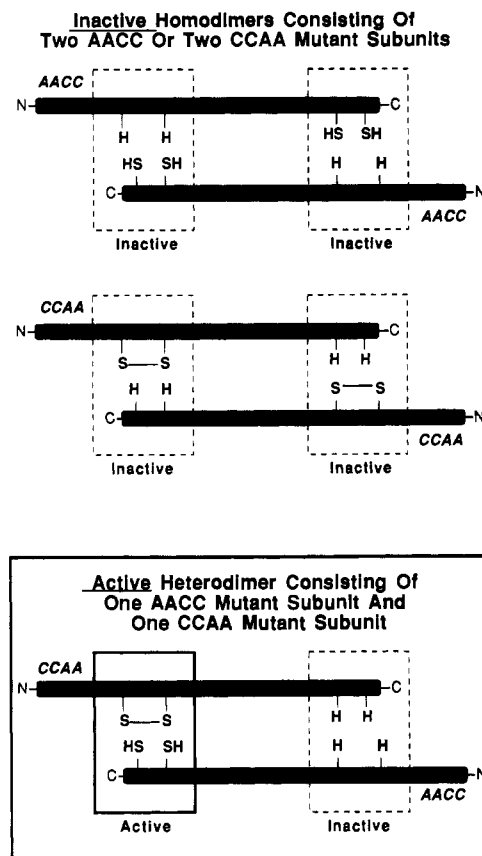 Inactive Homodimers Consisting Of
Two AACC Or Two CCAA Mutant Subunits
AACC
N
C
H H
HS SH
HS SH
H H
C
N
AACC
Inactive Inactive
CCAA
N
C
S S
H H
H H
S S
C
N
CCAA
Inactive Inactive
Active Heterodimer Consisting Of
One AACC Mutant Subunit And
One CCAA Mutant Subunit
CCAA
N
C
S S
H H
HS SH
H H
C
N
AACC
Active Inactive